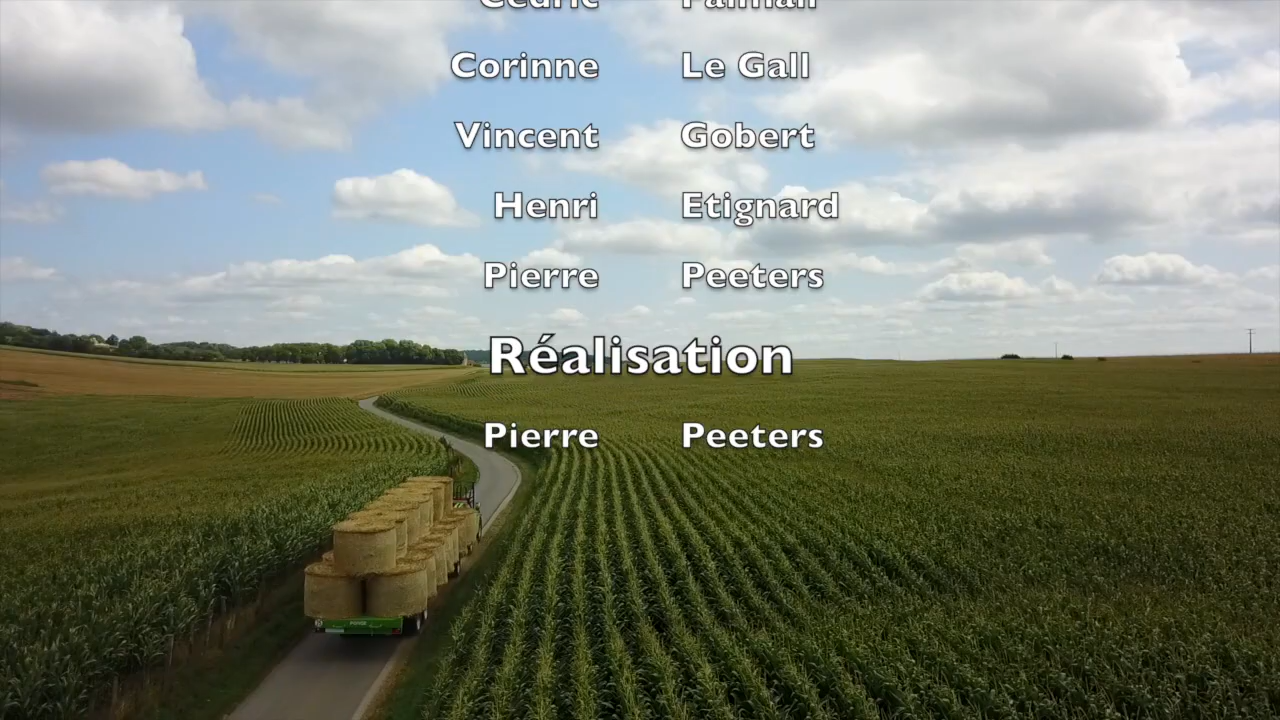 Corinne Le Gall
Vincent Gobert
Henri Etignard
Pierre Peeters
Réalisation
Pierre Peeters